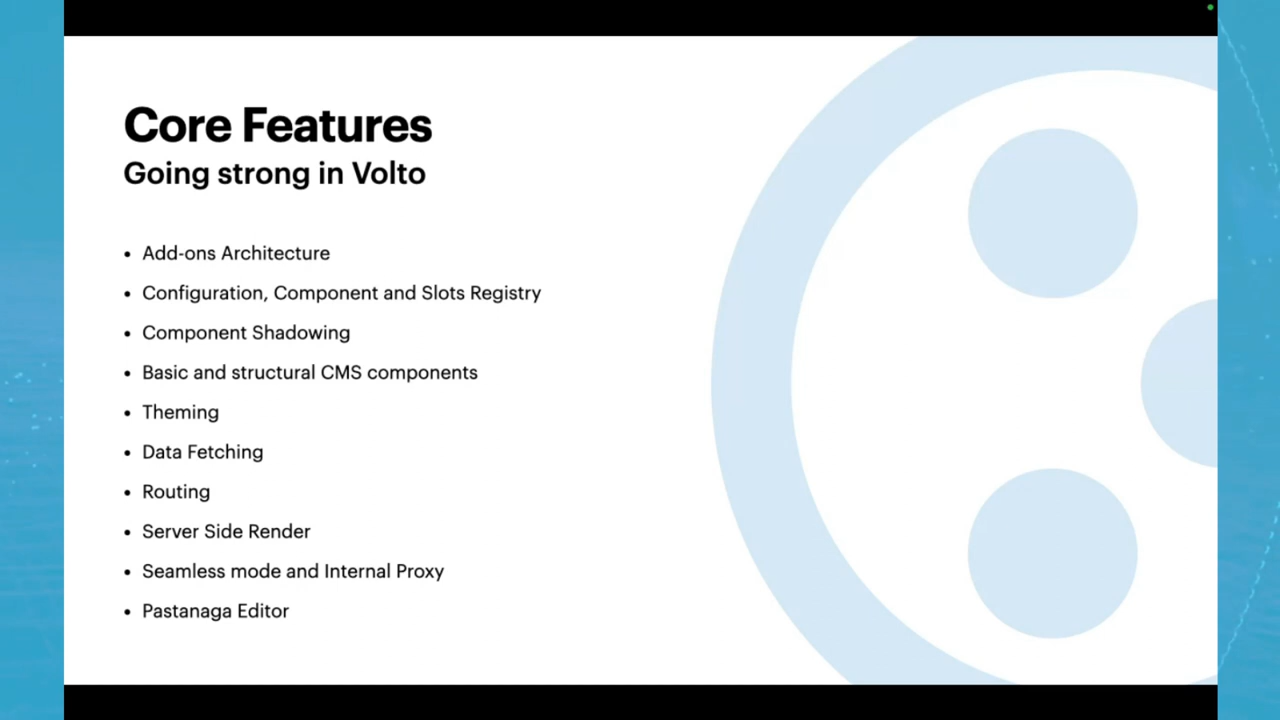 Core Features
Going strong in Volto
• Add-ons Architecture
• Configuration, Component and Slots Registry
• Component Shadowing
• Basic and structural CMS components
• Theming
• Data Fetching
• Routing
• Server Side Render
• Seamless mode and Internal Proxy
• Pastanaga Editor